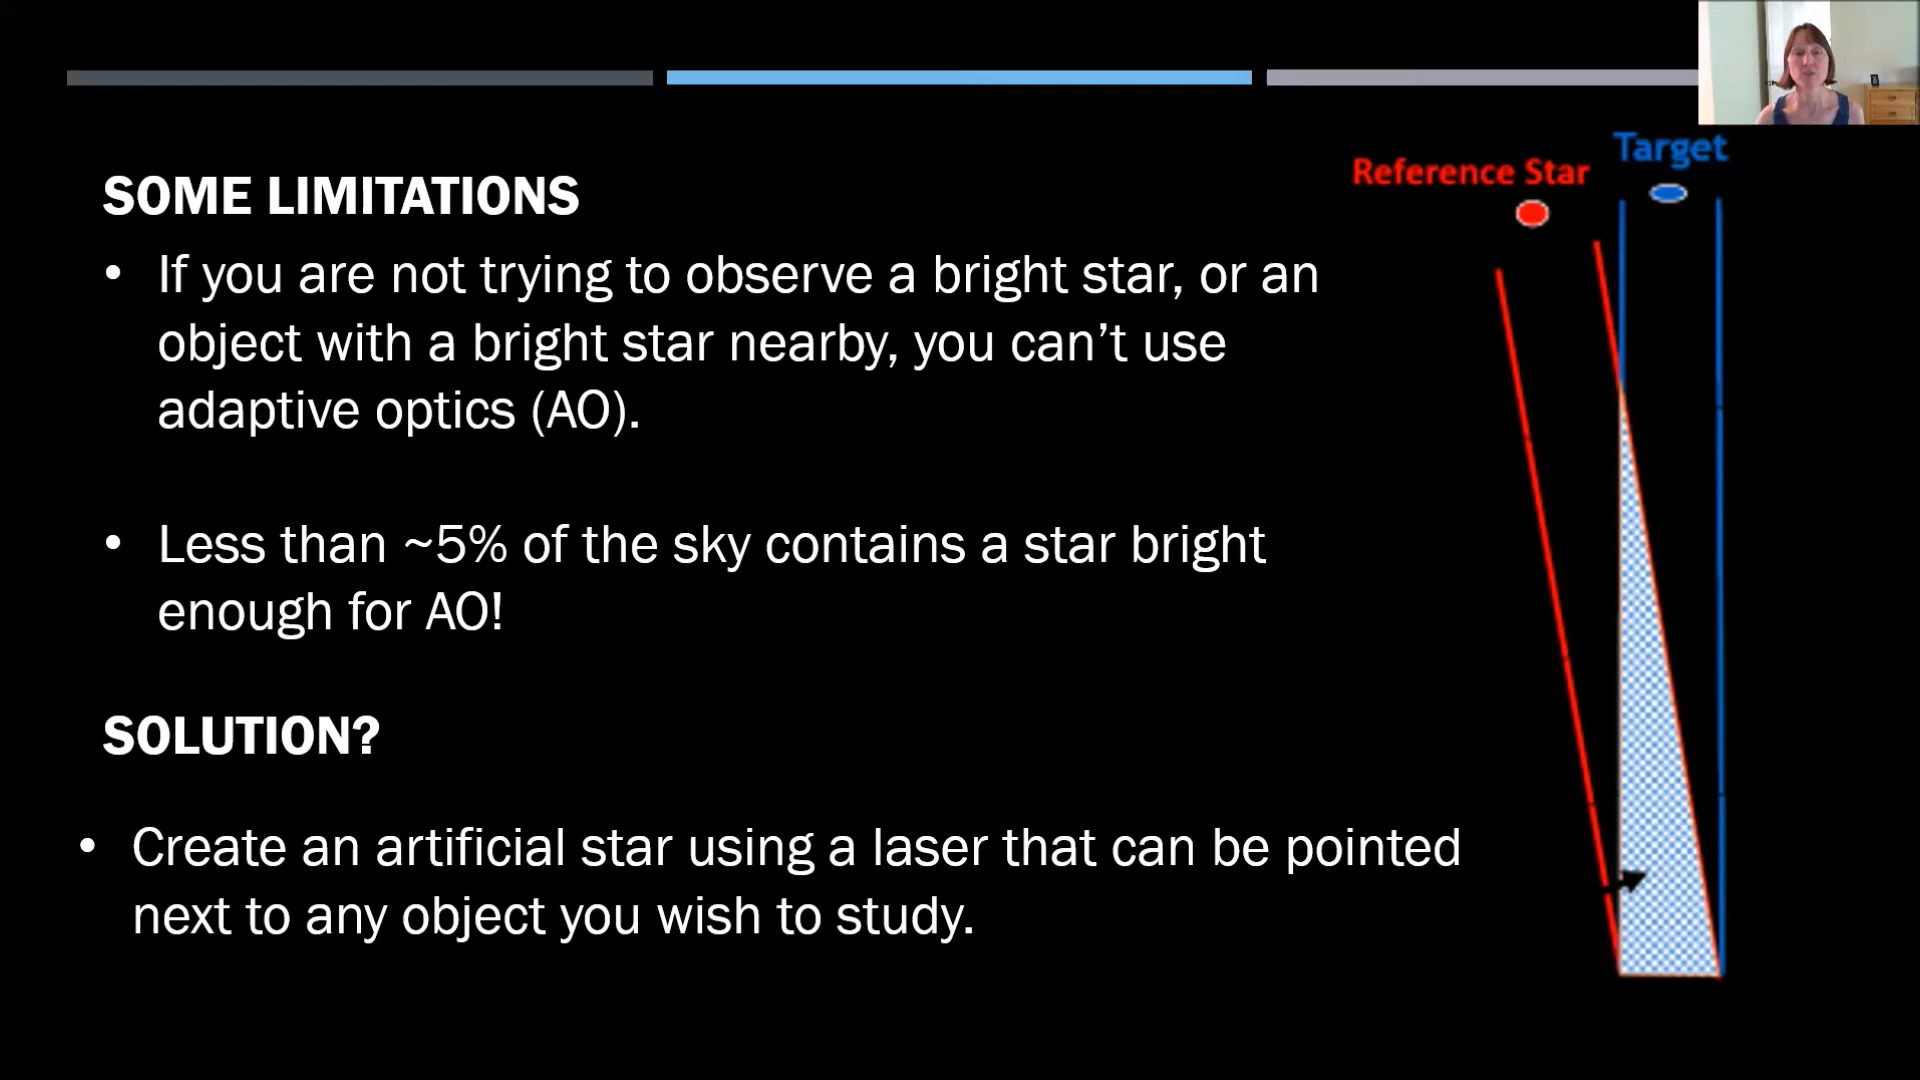 SOME LIMITATIONS
• If you are not trying to observe a bright star, or an
object with a bright star nearby, you can’t use
adaptive optics (AO).
• Less than ~5% of the sky contains a star bright
enough for AO!
SOLUTION?
• Create an artificial star using a laser that can be pointed
next to any object you wish to study.
Target
Reference Star